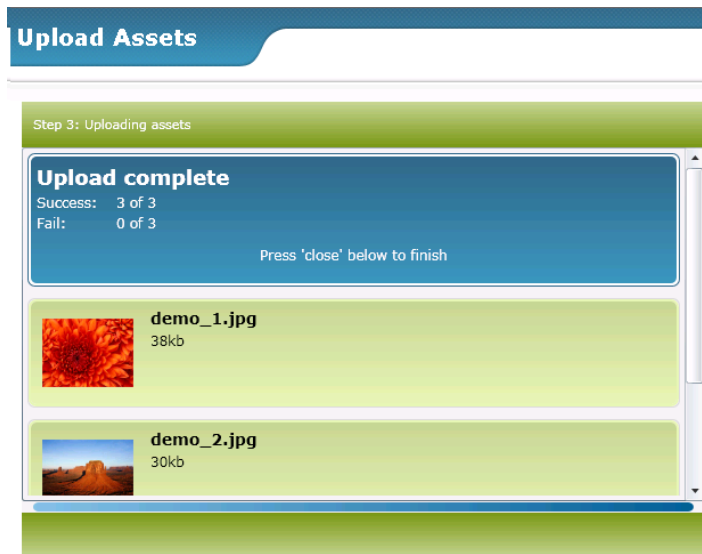 Upload Assets
Step 3: Uploading assets
Upload complete
Success: 3 of 3
Fail: 0 of 3
Press 'close' below to finish
demo_1.jpg
38kb
demo_2.jpg
30kb